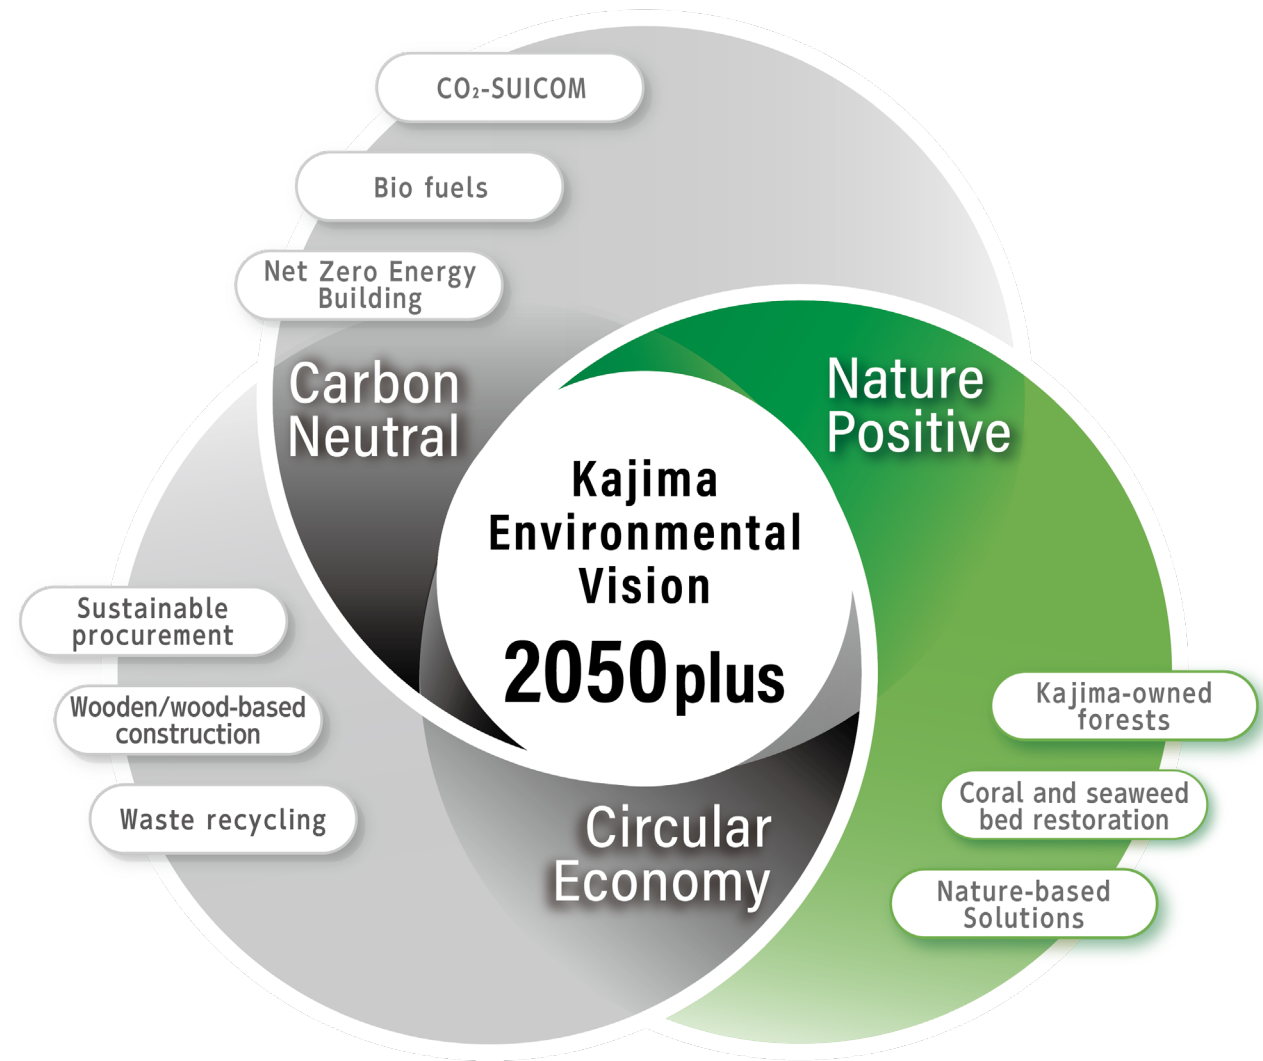 CO₂-SUICOM
Bio fuels
Net Zero Energy
Building
Carbon
Neutral
Nature
Positive
Kajima
Environmental
Vision
2050plus
Sustainable
procurement
Wooden/wood-based
construction
Waste recycling
Circular
Economy
Kajima-owned
forests
Coral and seaweed
bed restoration
Nature-based
Solutions